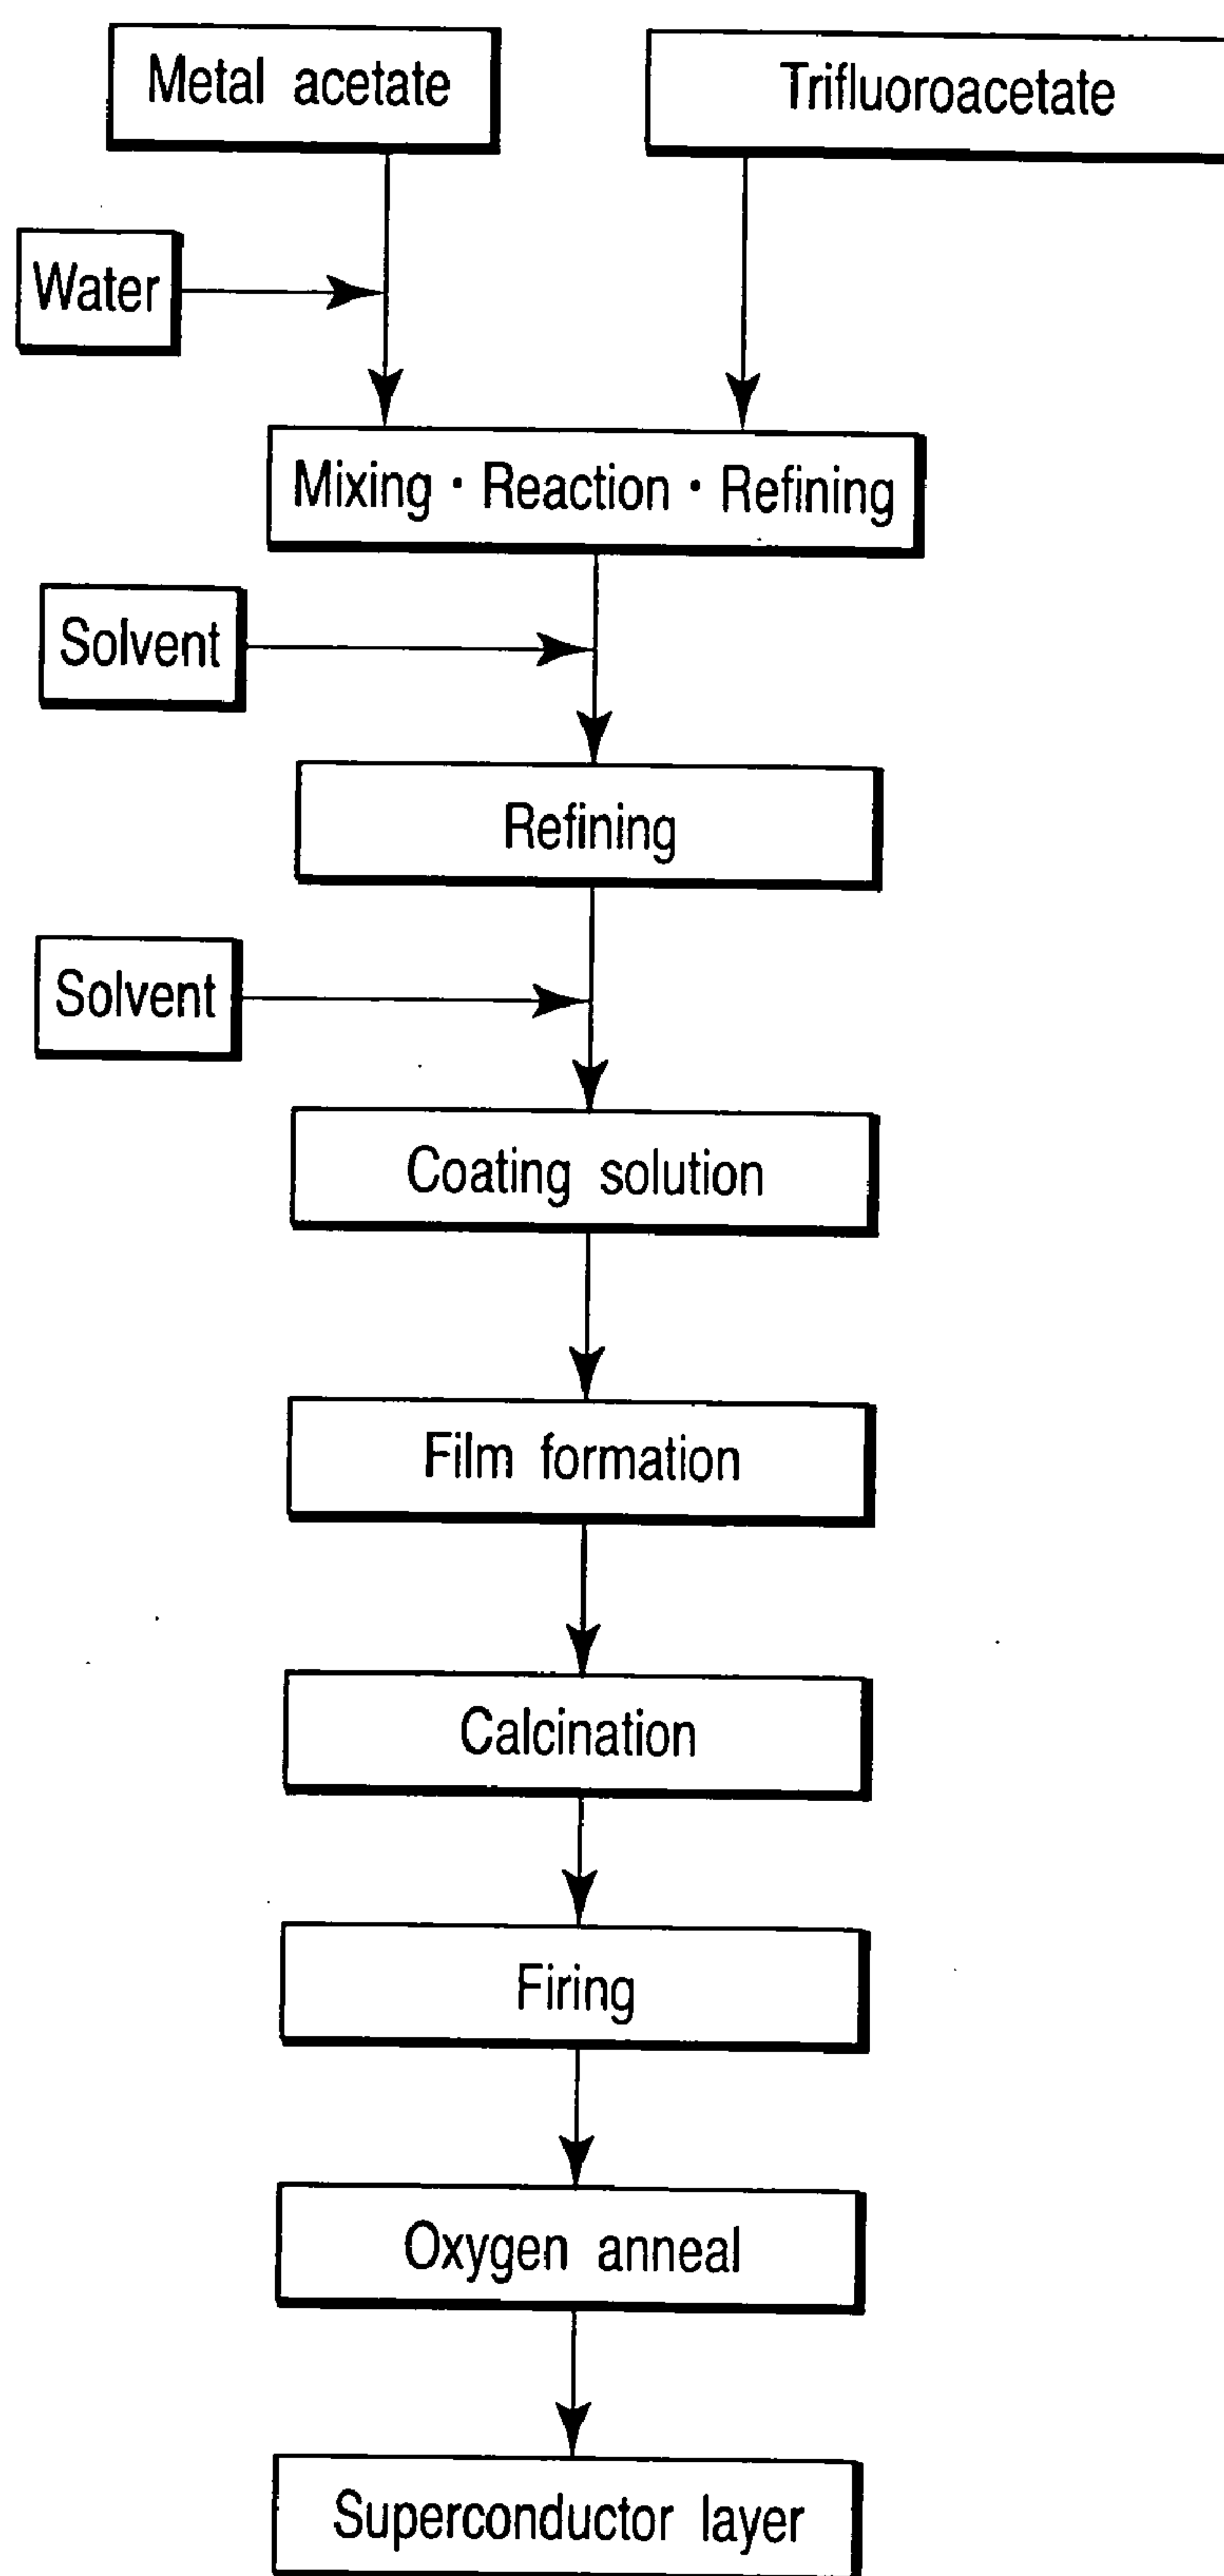 Metal acetate
Trifluoroacetate
Water
Mixing・Reaction・Refining
Solvent
Refining
Solvent
Coating solution
Film formation
Calcination
Firing
Oxygen anneal
Superconductor layer